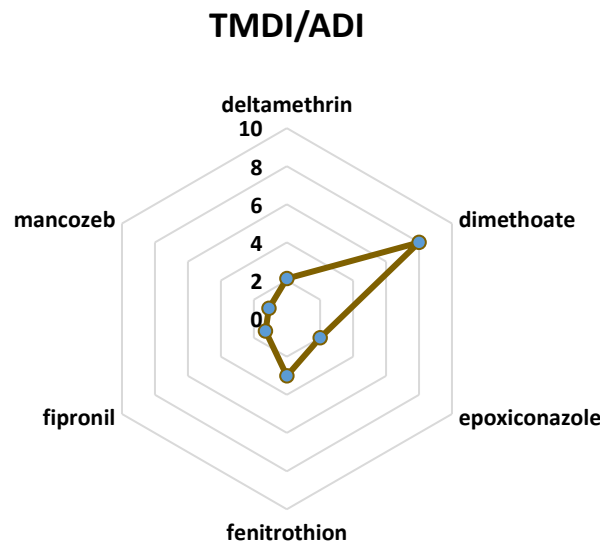 TMDI/ADI
deltamethrin
10
8
6
4
2
0
mancozeb
dimethoate
fipronil
epoxiconazole
fenitrothion